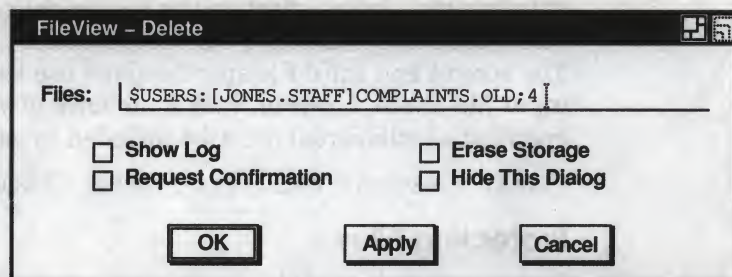 FileView – Delete
Files: $USERS:[JONES.STAFF]COMPLAINTS.OLD;4
Show Log Erase Storage
Request Confirmation Hide This Dialog
OK Apply Cancel